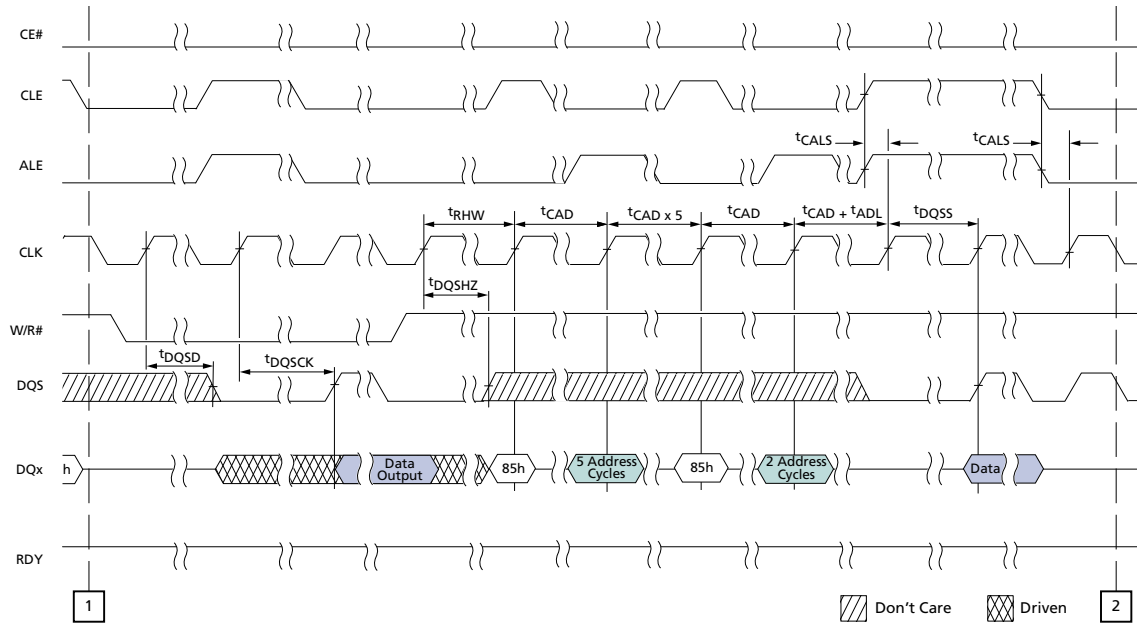 CE#
CLE
tCALS
tCALS
ALE
tRHW
tCAD
tCAD x 5
tCAD
tCAD + tADL
tDQSS
CLK
tDQSHZ
W/R#
tDQSD
tDQSCK
DQS
DQx
h
Data
Output
85h
5 Address
Cycles
85h
2 Address
Cycles
Data
RDY
1
Don't Care
Driven
2